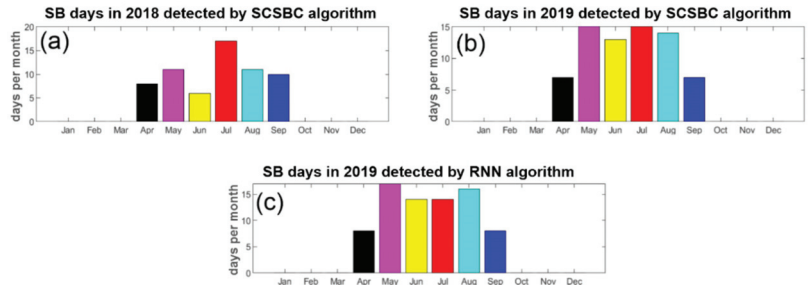 SB days in 2018 detected by SCSBC algorithm
(a)
days per month
20
15
10
5
0
Jan Feb Mar Apr May Jun Jul Aug Sep Oct Nov Dec
SB days in 2019 detected by SCSBC algorithm
(b)
days per month
15
10
5
0
Jan Feb Mar Apr May Jun Jul Aug Sep Oct Nov Dec
SB days in 2019 detected by RNN algorithm
(c)
days per month
15
10
5
0
Jan Feb Mar Apr May Jun Jul Aug Sep Oct Nov Dec